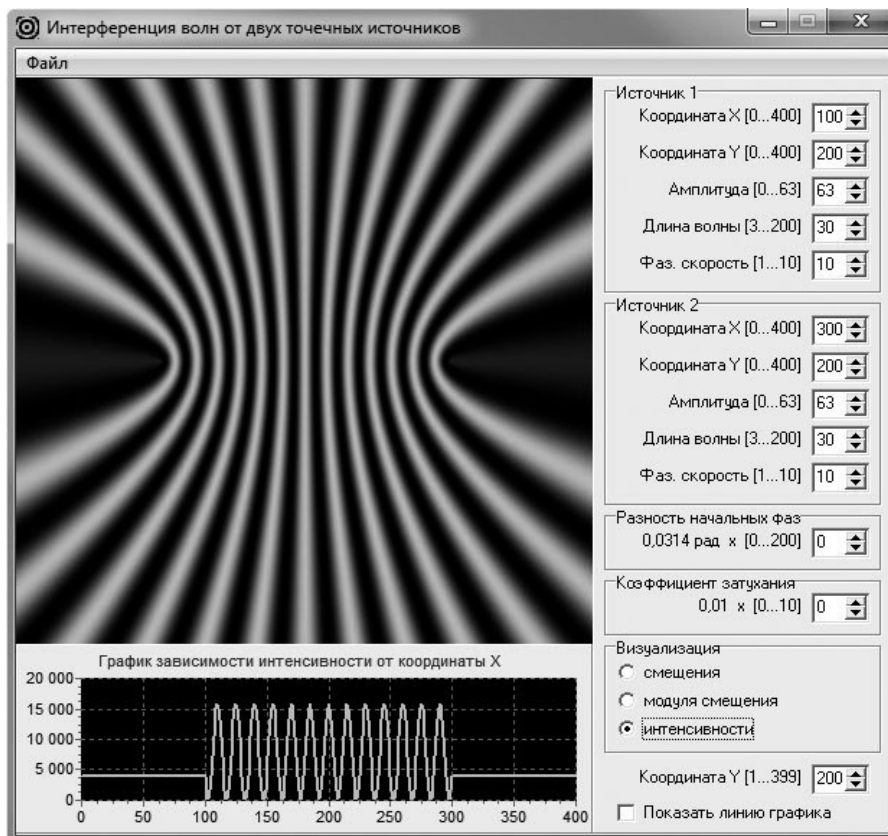 Интерференция волн от двух точечных источников
Файл
Источник 1
Координата X [0...400] 100
Координата Y [0...400] 200
Амплитуда [0...63] 63
Длина волны [3...200] 30
Фаз. скорость [1...10] 10
Источник 2
Координата X [0...400] 300
Координата Y [0...400] 200
Амплитуда [0...63] 63
Длина волны [3...200] 30
Фаз. скорость [1...10] 10
Разность начальных фаз
0,0314 рад x [0...200] 0
Коэффициент затухания
0,01 x [0...10] 0
Визуализация
смещения
модуля смещения
интенсивности
Координата Y [1...399] 200
Показать линию графика
График зависимости интенсивности от координаты X
20 000
15 000
10 000
5 000
0
0 50 100 150 200 250 300 350 400